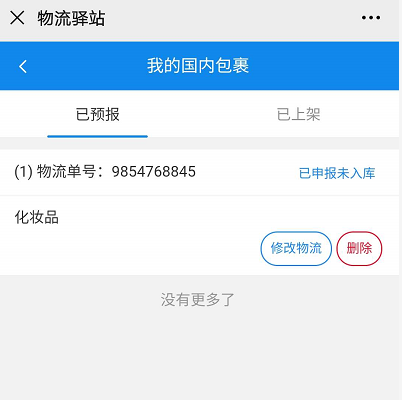 物流驿站
我的国内包裹
已预报
已上架
(1) 物流单号：9854768845
已申报未入库
化妆品
修改物流
删除
没有更多了